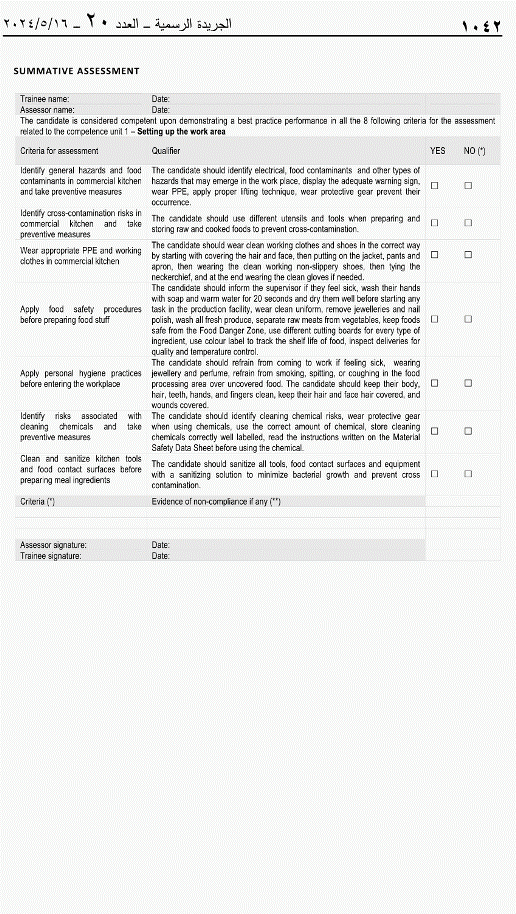 ١٠٤٢ الجريدة الرسمية – العدد ٢٠ – ٢٠٢٤/٥/١٦
SUMMATIVE ASSESSMENT
Trainee name: Date:
Assessor name: Date:
The candidate is considered competent upon demonstrating a best practice performance in all the 8 following criteria for the assessment
related to the competence unit 1 – Setting up the work area
Criteria for assessment Qualifier YES NO (*)
Identify general hazards and food
contaminants in commercial kitchen
and take preventive measures
The candidate should identify electrical, food contaminants and other types of
hazards that may emerge in the work place, display the adequate warning sign,
wear PPE, apply proper lifting technique, wear protective gear prevent their
occurrence.
☐ ☐
Identify cross-contamination risks in
commercial kitchen and take
preventive measures
The candidate should use different utensils and tools when preparing and
storing raw and cooked foods to prevent cross-contamination.
☐ ☐
Wear appropriate PPE and working
clothes in commercial kitchen
The candidate should wear clean working clothes and shoes in the correct way
by starting with covering the hair and face, then putting on the jacket, pants and
apron, then wearing the clean working non-slippery shoes, then tying the
neckerchief, and at the end wearing the clean gloves if needed.
☐ ☐
Apply food safety procedures
before preparing food stuff
The candidate should inform the supervisor if they feel sick, wash their hands
with soap and warm water for 20 seconds and dry them well before starting any
task in the production facility, wear clean uniform, remove jewelleries and nail
polish, wash all fresh produce, separate raw meats from vegetables, keep foods
safe from the Food Danger Zone, use different cutting boards for every type of
ingredient, use colour label to track the shelf life of food, inspect deliveries for
quality and temperature control.
☐ ☐
Apply personal hygiene practices
before entering the workplace
The candidate should refrain from coming to work if feeling sick, wearing
jewellery and perfume, refrain from smoking, spitting, or coughing in the food
processing area over uncovered food. The candidate should keep their body,
hair, teeth, hands, and fingers clean, keep their hair and face hair covered, and
wounds covered.
☐ ☐
Identify risks associated with
cleaning chemicals and take
preventive measures
The candidate should identify cleaning chemical risks, wear protective gear
when using chemicals, use the correct amount of chemical, store cleaning
chemicals correctly well labelled, read the instructions written on the Material
Safety Data Sheet before using the chemical.
☐ ☐
Clean and sanitize kitchen tools
and food contact surfaces before
preparing meal ingredients
The candidate should sanitize all tools, food contact surfaces and equipment
with a sanitizing solution to minimize bacterial growth and prevent cross
contamination.
☐ ☐
Criteria (*) Evidence of non-compliance if any (**)
Assessor signature: Date:
Trainee signature: Date: